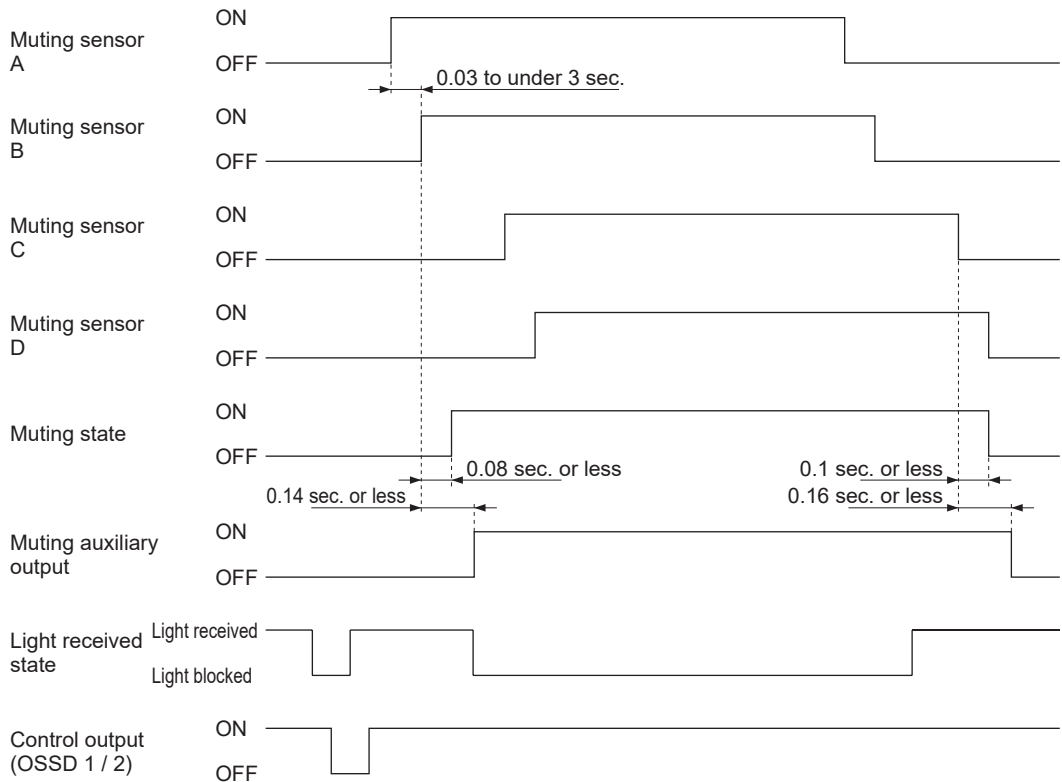 ON
Muting sensor
A
OFF
0.03 to under 3 sec.
ON
Muting sensor
B
OFF
ON
Muting sensor
C
OFF
ON
Muting sensor
D
OFF
ON
Muting state
OFF
0.08 sec. or less
0.1 sec. or less
0.14 sec. or less
0.16 sec. or less
ON
Muting auxiliary
output
OFF
Light received
state
Light received
Light blocked
ON
Control output
(OSSD 1 / 2)
OFF